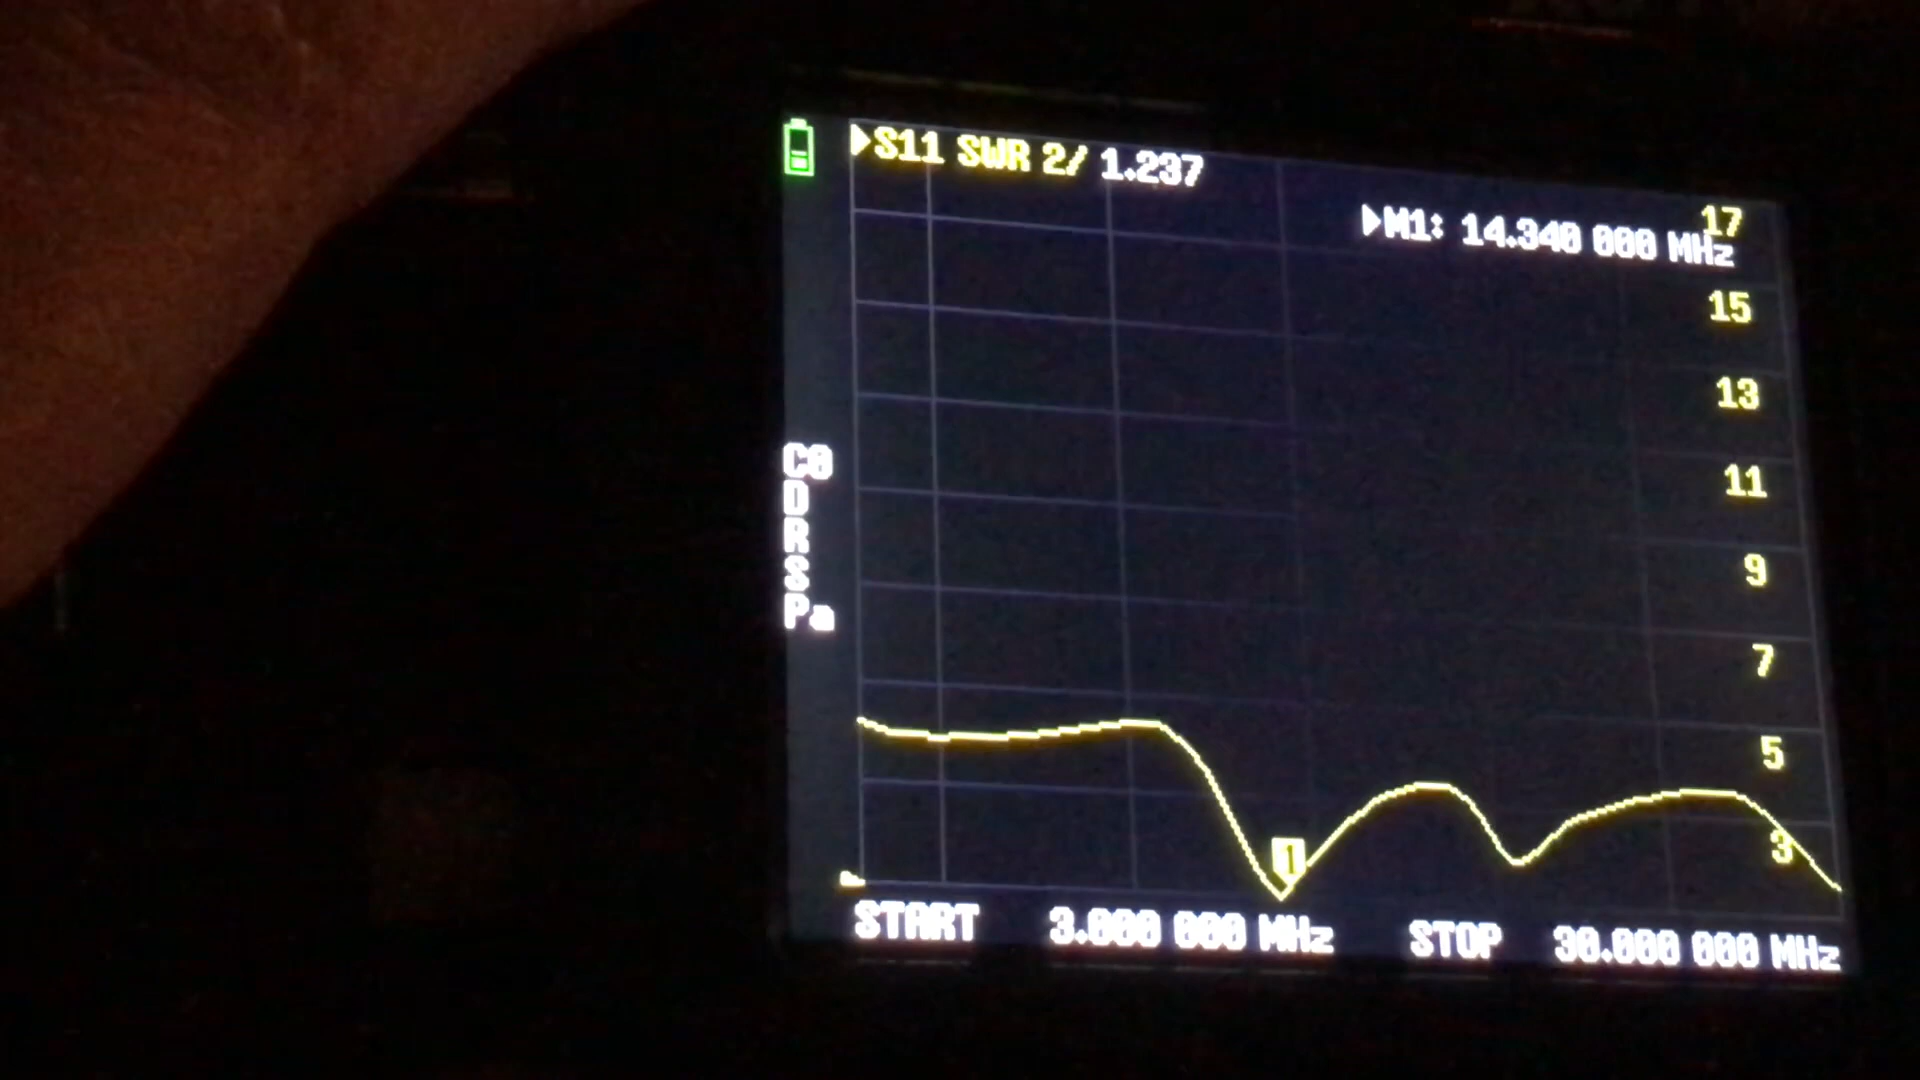 S11 SWR 2/ 1.237
M1: 14.340 000 MHz
17
15
13
11
9
7
5
3
C0
D
R
S
Pa
1
START 3.000 000 MHz STOP 30.000 000 MHz